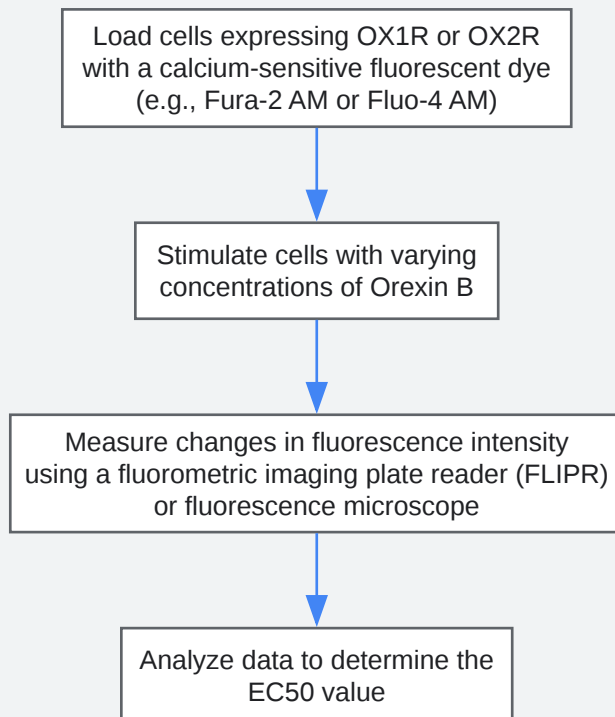 Load cells expressing OX1R or OX2R
with a calcium-sensitive fluorescent dye
(e.g., Fura-2 AM or Fluo-4 AM)
Stimulate cells with varying
concentrations of Orexin B
Measure changes in fluorescence intensity
using a fluorometric imaging plate reader (FLIPR)
or fluorescence microscope
Analyze data to determine the
EC50 value